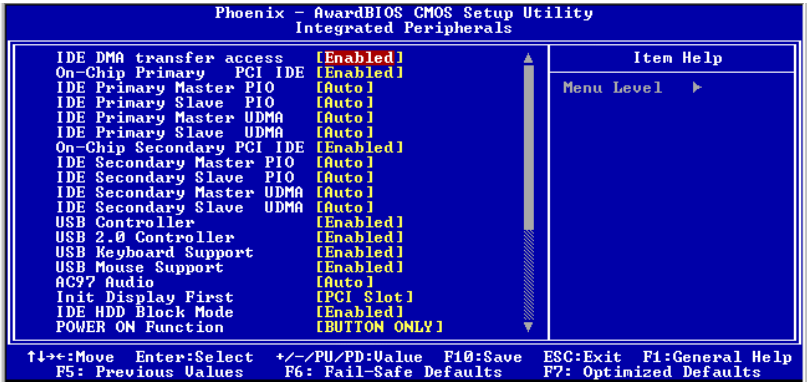 Phoenix - AwardBIOS CMOS Setup Utility
Integrated Peripherals
IDE DMA transfer access [Enabled]
On-Chip Primary PCI IDE [Enabled]
IDE Primary Master PIO [Auto]
IDE Primary Slave PIO [Auto]
IDE Primary Master UDMA [Auto]
IDE Primary Slave UDMA [Auto]
On-Chip Secondary PCI IDE [Enabled]
IDE Secondary Master PIO [Auto]
IDE Secondary Slave PIO [Auto]
IDE Secondary Master UDMA [Auto]
IDE Secondary Slave UDMA [Auto]
USB Controller [Enabled]
USB 2.0 Controller [Enabled]
USB Keyboard Support [Enabled]
USB Mouse Support [Enabled]
AC97 Audio [Auto]
Init Display First [PCI Slot]
IDE HDD Block Mode [Enabled]
POWER ON Function [BUTTON ONLY]
Item Help
Menu Level ►
↑↓→←:Move Enter:Select +/-/PU/PD:Value F10:Save ESC:Exit F1:General Help
F5: Previous Values F6: Fail-Safe Defaults F7: Optimized Defaults